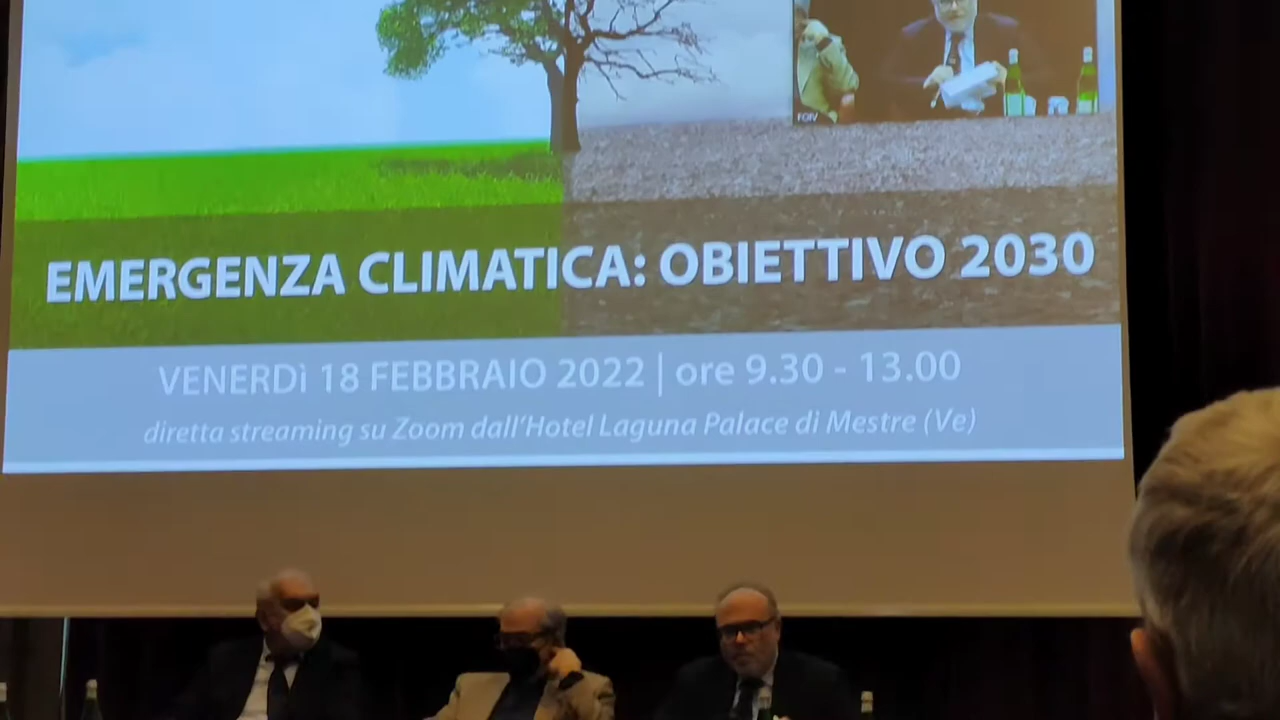 FOIV
EMERGENZA CLIMATICA: OBIETTIVO 2030
VENERDÌ 18 FEBBRAIO 2022 | ore 9.30 - 13.00
diretta streaming su Zoom dall'Hotel Laguna Palace di Mestre (Ve)